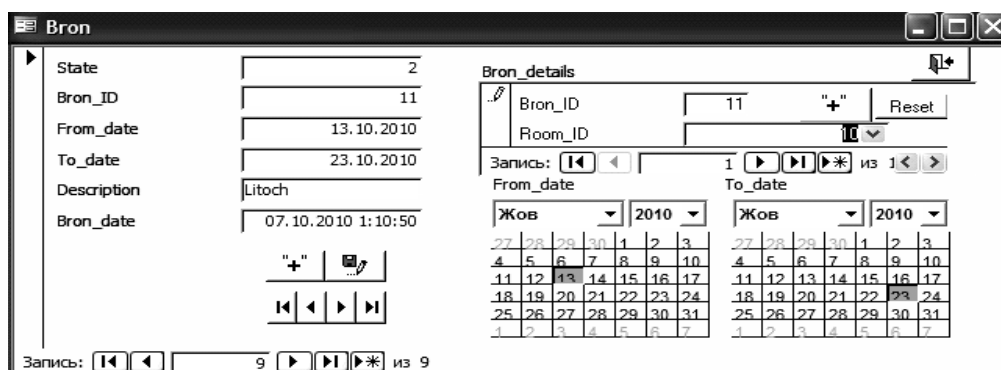 Bron
State 2
Bron_ID 11
From_date 13.10.2010
To_date 23.10.2010
Description Litoch
Bron_date 07.10.2010 1:10:50
"+"
Запись: 9 из 9
Bron_details
Bron_ID 11 "+" Reset
Room_ID 10
Запись: 1 из 1
From_date To_date
Жов 2010 Жов 2010
27 28 29 30 1 2 3 27 28 29 30 1 2 3
4 5 6 7 8 9 10 4 5 6 7 8 9 10
11 12 13 14 15 16 17 11 12 13 14 15 16 17
18 19 20 21 22 23 24 18 19 20 21 22 23 24
25 26 27 28 29 30 31 25 26 27 28 29 30 31
1 2 3 4 5 6 7 1 2 3 4 5 6 7